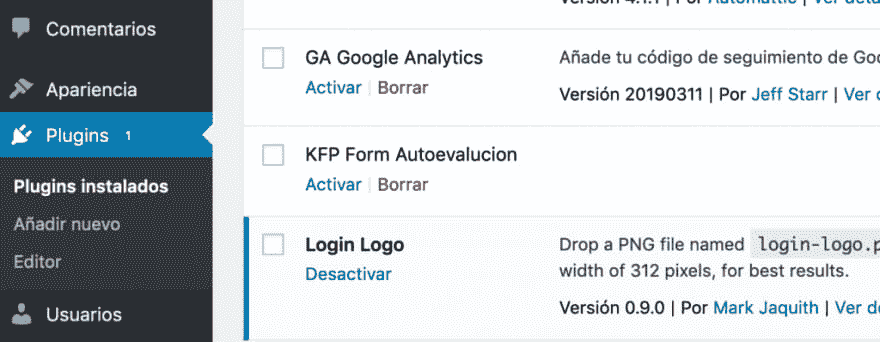 Comentarios
Apariencia
Plugins 1
Plugins instalados
Añadir nuevo
Editor
Usuarios
Versión 4.1.1 | Por Automattic | Ver
GA Google Analytics
Activar | Borrar
Añade tu código de seguimiento de Goo
Versión 20190311 | Por Jeff Starr | Ver d
KFP Form Autoevalucion
Activar | Borrar
Login Logo
Desactivar
Drop a PNG file named login-logo.p
width of 312 pixels, for best results.
Versión 0.9.0 | Por Mark Jaquith | Ver de